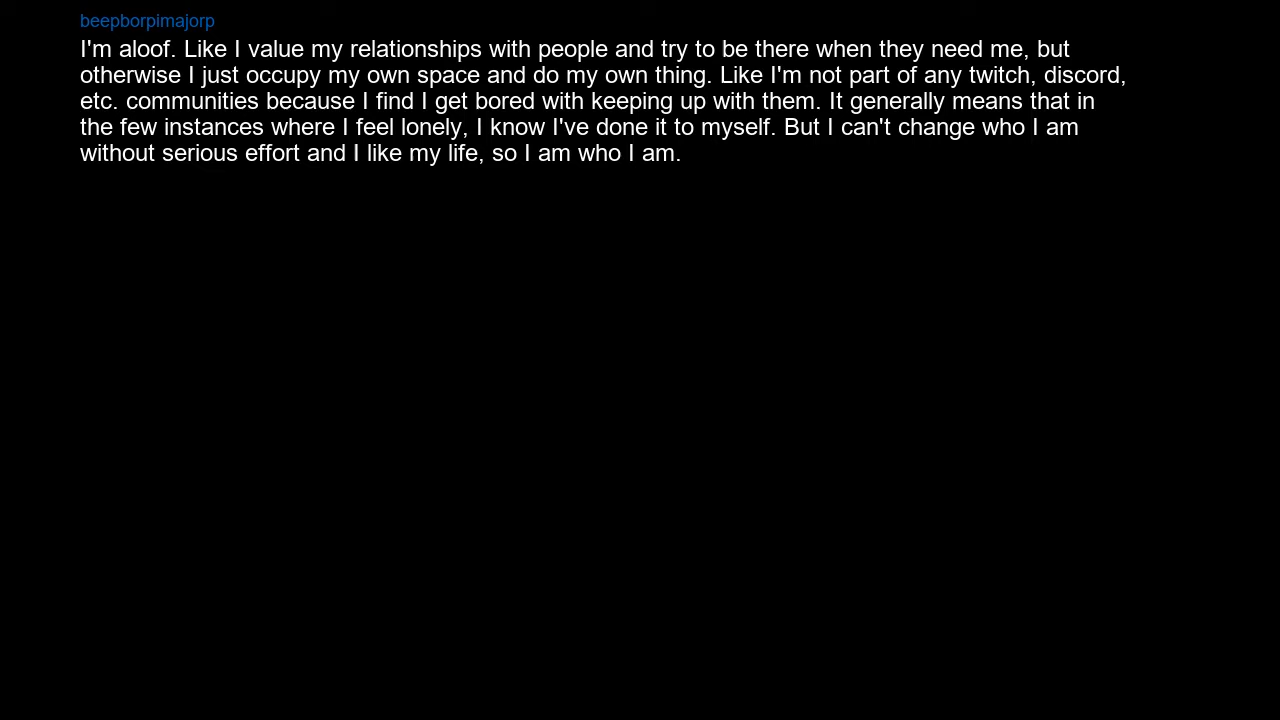 beepborpimajorp
I'm aloof. Like I value my relationships with people and try to be there when they need me, but
otherwise I just occupy my own space and do my own thing. Like I'm not part of any twitch, discord,
etc. communities because I find I get bored with keeping up with them. It generally means that in
the few instances where I feel lonely, I know I've done it to myself. But I can't change who I am
without serious effort and I like my life, so I am who I am.